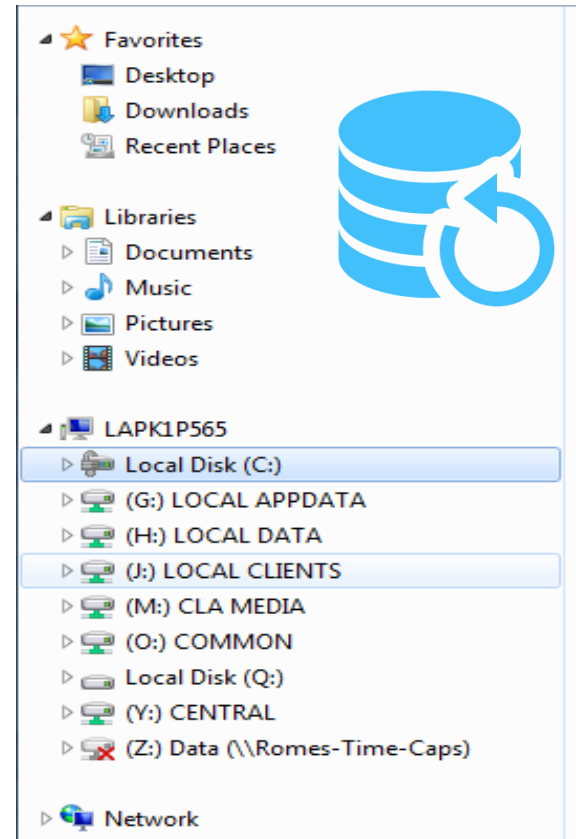 Favorites
Desktop
Downloads
Recent Places
Libraries
Documents
Music
Pictures
Videos
LAPK1P565
Local Disk (C:)
(G:) LOCAL APPDATA
(H:) LOCAL DATA
(J:) LOCAL CLIENTS
(M:) CLA MEDIA
(O:) COMMON
Local Disk (Q:)
(Y:) CENTRAL
(Z:) Data (\\Romes-Time-Caps)
Network